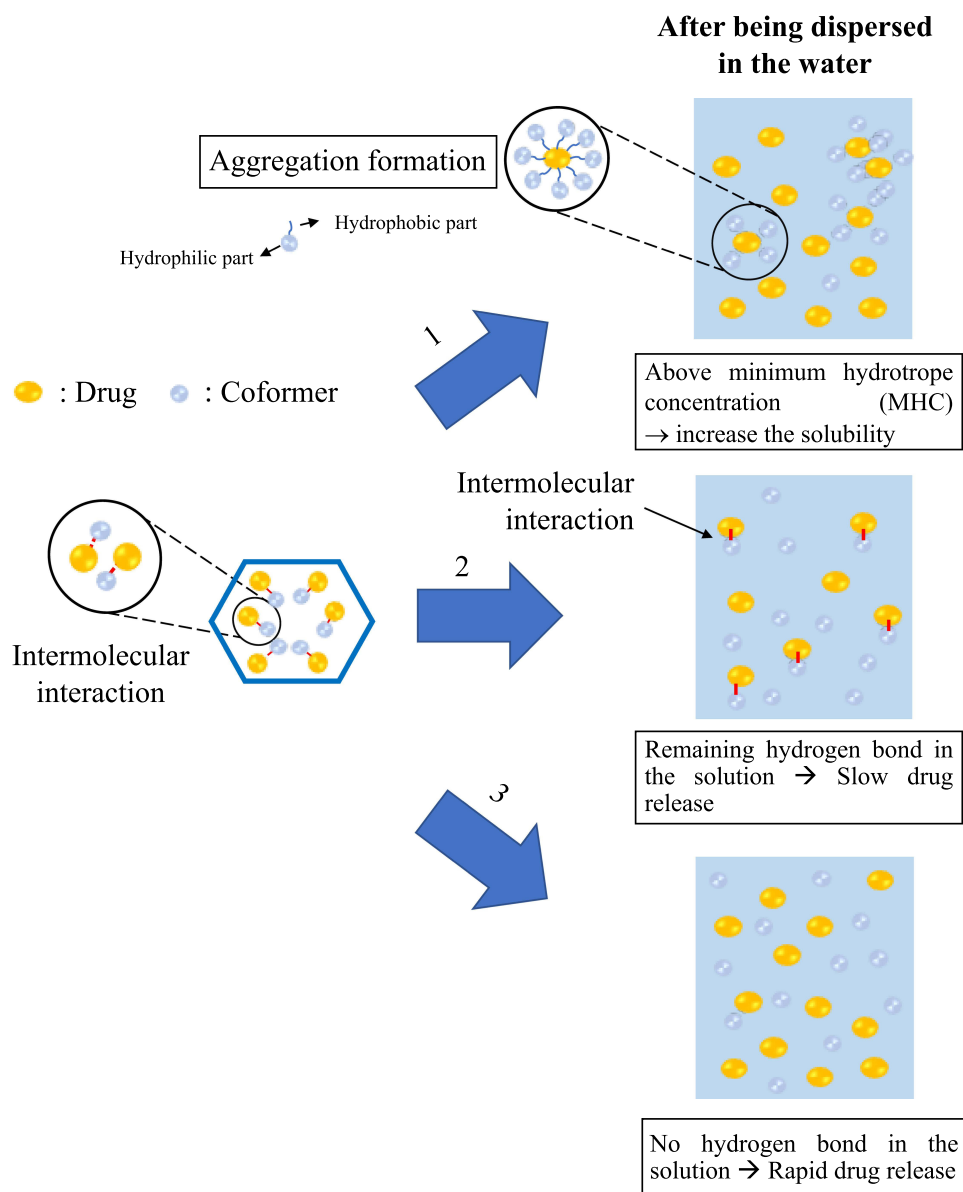 After being dispersed
in the water
Aggregation formation
Hydrophobic part
Hydrophilic part
1
: Drug
: Coformer
Above minimum hydrotrope
concentration (MHC)
→ increase the solubility
Intermolecular
interaction
2
Intermolecular
interaction
Remaining hydrogen bond in
the solution → Slow drug
release
3
No hydrogen bond in the
solution → Rapid drug release